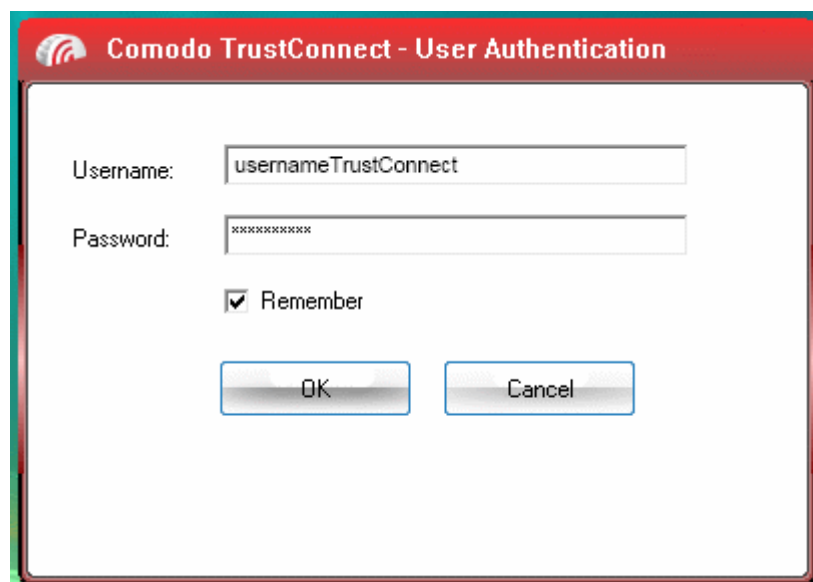 Comodo TrustConnect - User Authentication
Username: usernameTrustConnect
Password: **********
Remember
OK Cancel